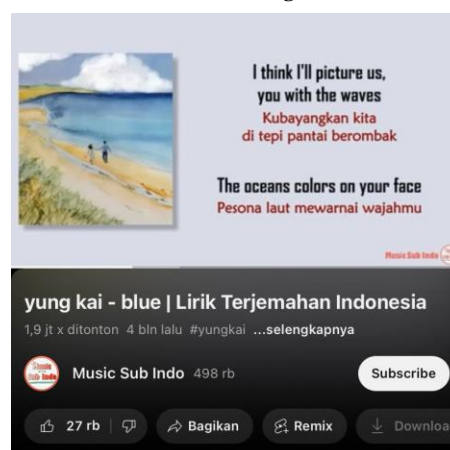 I think I'll picture us,
you with the waves
Kubayangkan kita
di tepi pantai berombak
The oceans colors on your face
Pesona laut mewarnai wajahmu
Music Sub Indo
yung kai - blue | Lirik Terjemahan Indonesia
1,9 jt x ditonton 4 bln lalu #yungkai ...selengkapnya
Music Sub Indo 498 rb
Subscribe
27 rb
Bagikan
Remix
Downloa